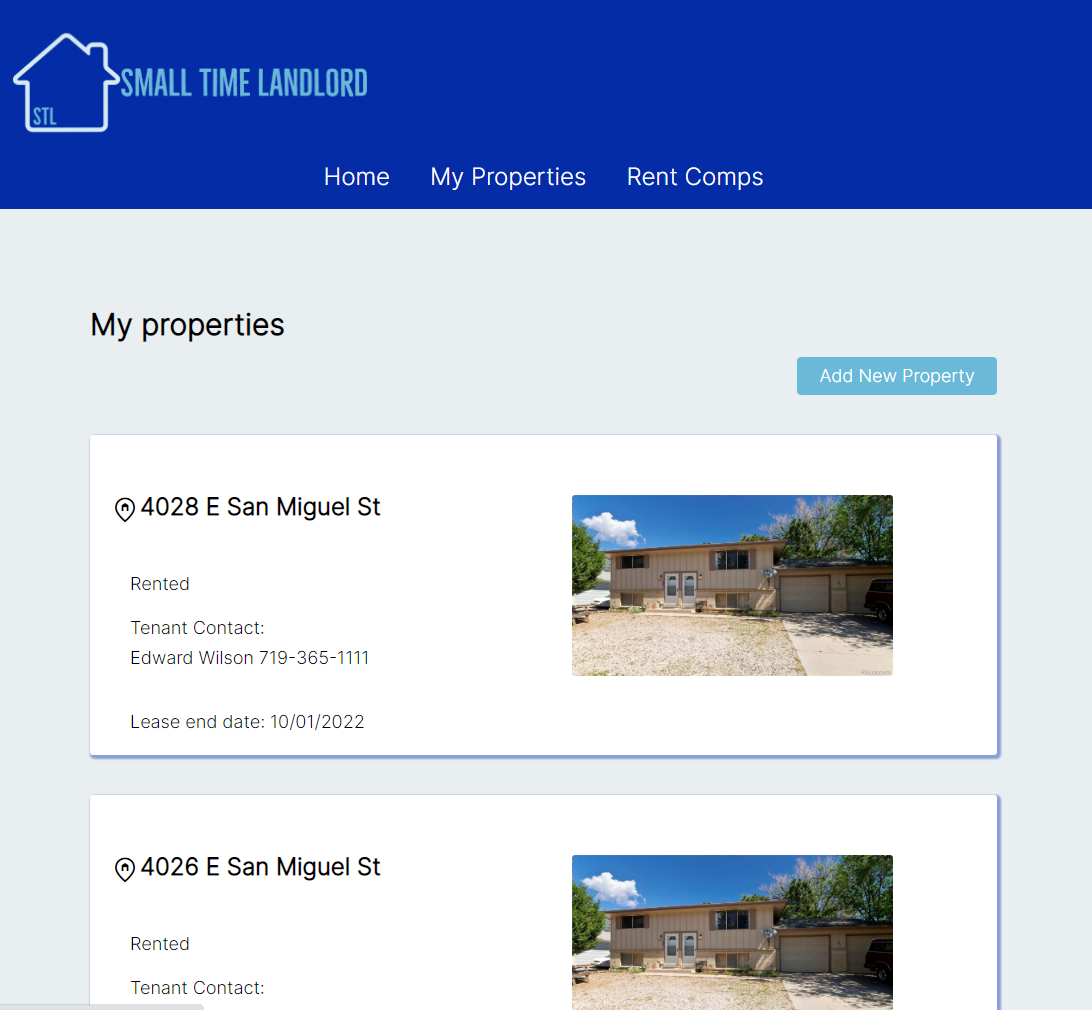 SMALL TIME LANDLORD
STL
Home My Properties Rent Comps
My properties
Add New Property
4028 E San Miguel St
Rented
Tenant Contact:
Edward Wilson 719-365-1111
Lease end date: 10/01/2022
4026 E San Miguel St
Rented
Tenant Contact: